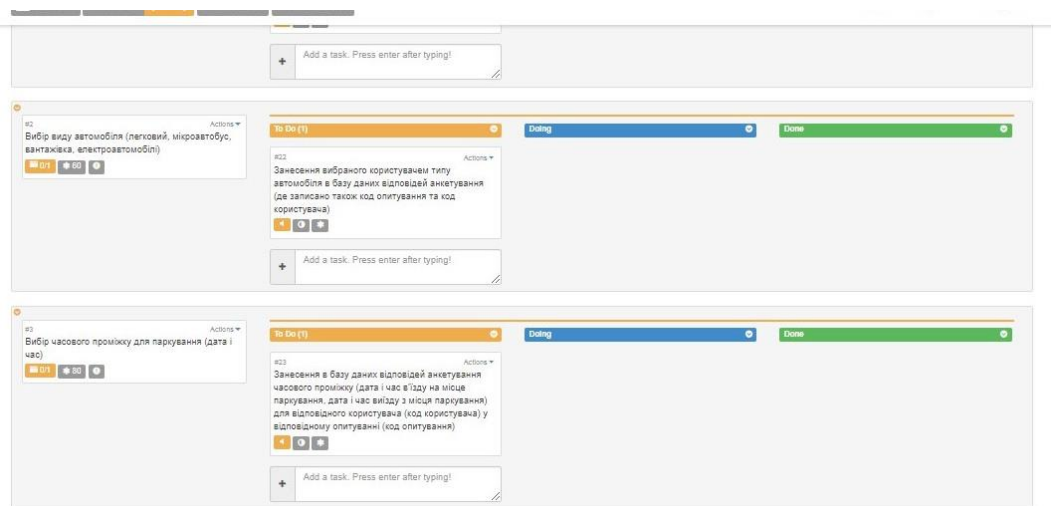 Add a task. Press enter after typing!
#2 Actions
Вибір виду автомобіля (легковий, мікроавтобус,
вантажівка, електроавтомобілі)
0/1 60
To Do (1)
Doing
Done
#22 Actions
Занесення вибраного користувачем типу
автомобіля в базу даних відповідей анкетування
(де записано також код опитування та код
користувача)
Add a task. Press enter after typing!
#3 Actions
Вибір часового проміжку для паркування (дата і
час)
0/1 80
To Do (1)
Doing
Done
#23 Actions
Занесення в базу даних відповідей анкетування
часового проміжку (дата і час в'їзду на місце
паркування, дата і час виїзду з місця паркування)
для відповідного користувача (код користувача) у
відповідному опитуванні (код опитування)
Add a task. Press enter after typing!